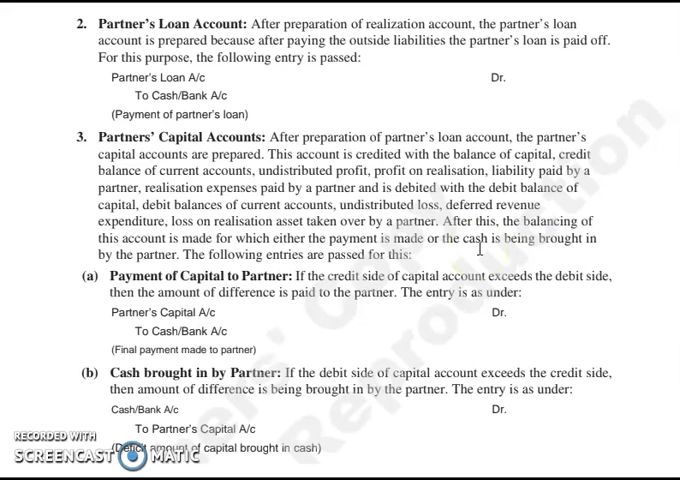 2. Partner's Loan Account: After preparation of realization account, the partner's loan
account is prepared because after paying the outside liabilities the partner's loan is paid off.
For this purpose, the following entry is passed:
Partner's Loan A/c Dr.
To Cash/Bank A/c
(Payment of partner's loan)
3. Partners' Capital Accounts: After preparation of partner's loan account, the partner's
capital accounts are prepared. This account is credited with the balance of capital, credit
balance of current accounts, undistributed profit, profit on realisation, liability paid by a
partner, realisation expenses paid by a partner and is debited with the debit balance of
capital, debit balances of current accounts, undistributed loss, deferred revenue
expenditure, loss on realisation asset taken over by a partner. After this, the balancing of
this account is made for which either the payment is made or the cash is being brought in
by the partner. The following entries are passed for this:
(a) Payment of Capital to Partner: If the credit side of capital account exceeds the debit side,
then the amount of difference is paid to the partner. The entry is as under:
Partner's Capital A/c Dr.
To Cash/Bank A/c
(Final payment made to partner)
(b) Cash brought in by Partner: If the debit side of capital account exceeds the credit side,
then amount of difference is being brought in by the partner. The entry is as under:
Cash/Bank A/c Dr.
To Partner's Capital A/c
(Deficit amount of capital brought in cash)
RECORDED WITH
SCREENCAST MATIC
Reproduction